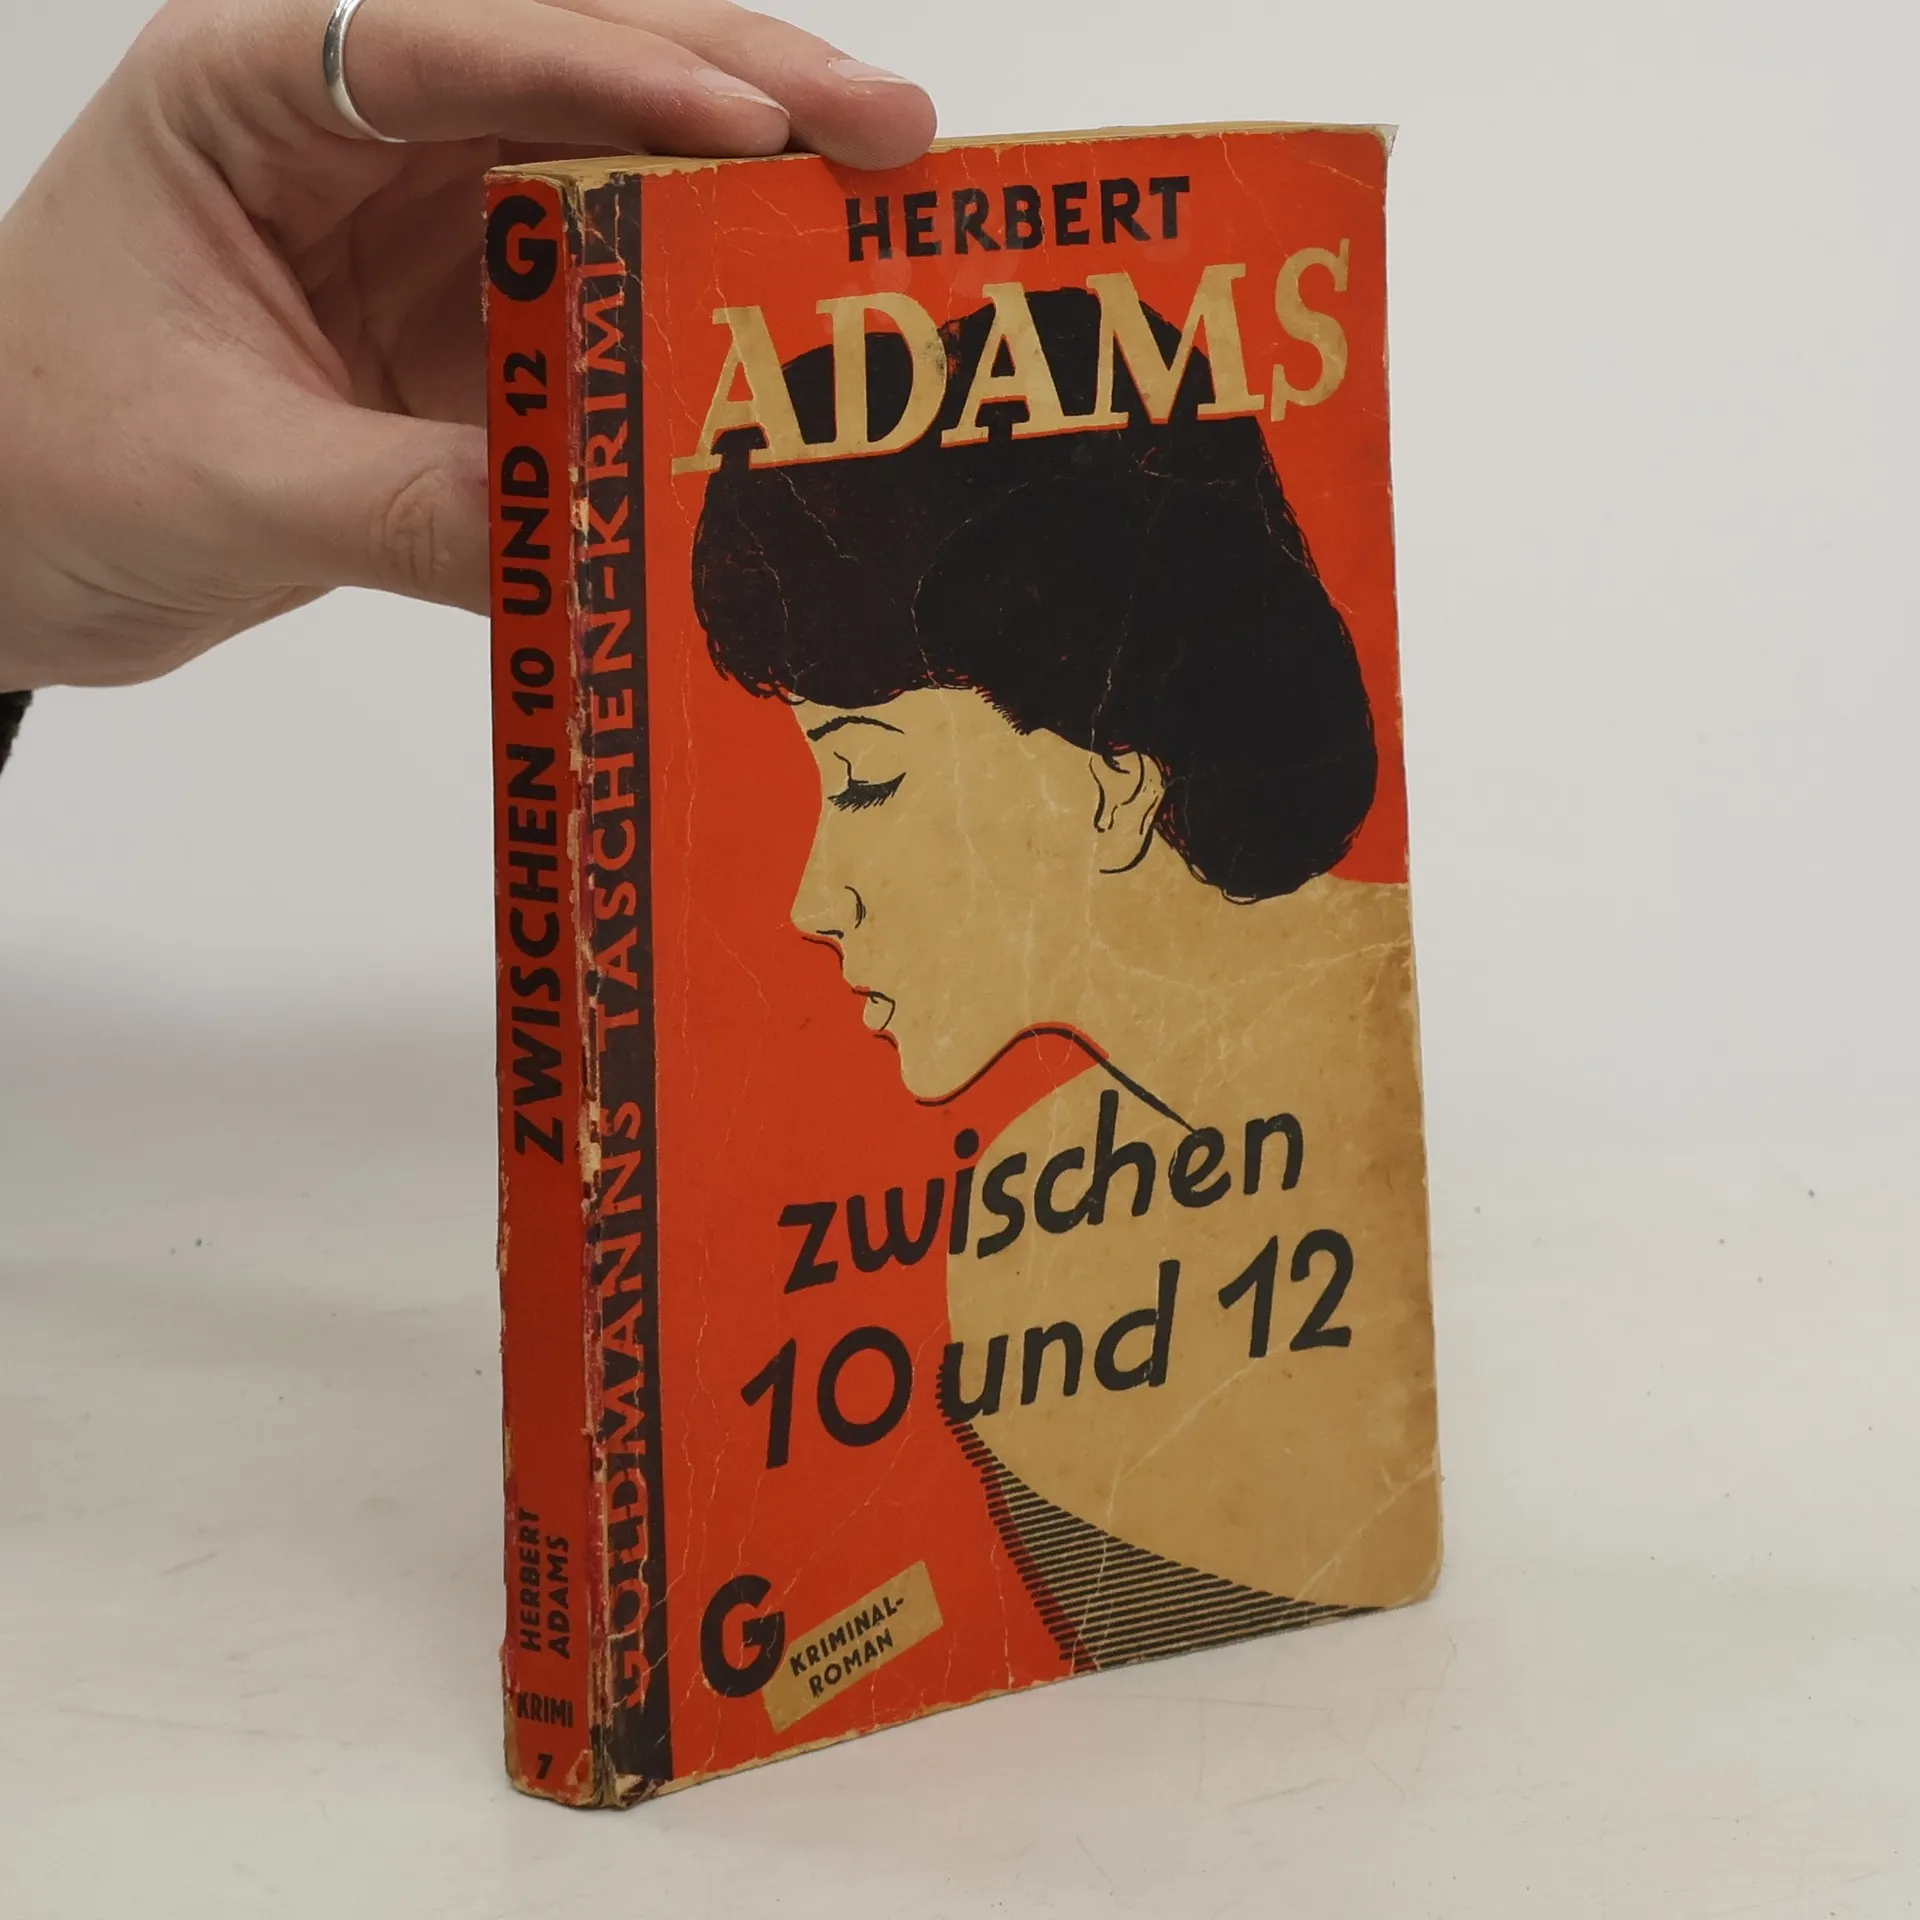 G
ZWISCHEN 10 UND 12
HERBERT
ADAMS
KRIMI
7
GOLDMANNS TASCHEN-KRIMI
HERBERT
ADAMS
zwischen
10 und 12
G
KRIMINAL-
ROMAN